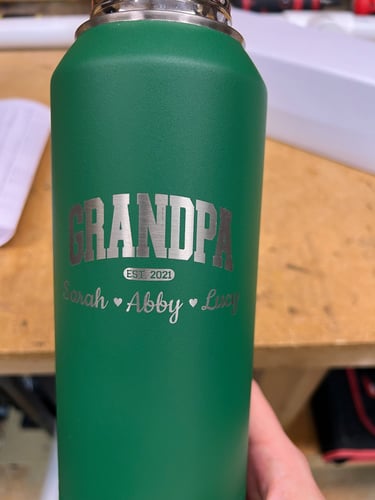 GRANDPA
EST. 2021
Sarah ♥ Abby ♥ Lucy